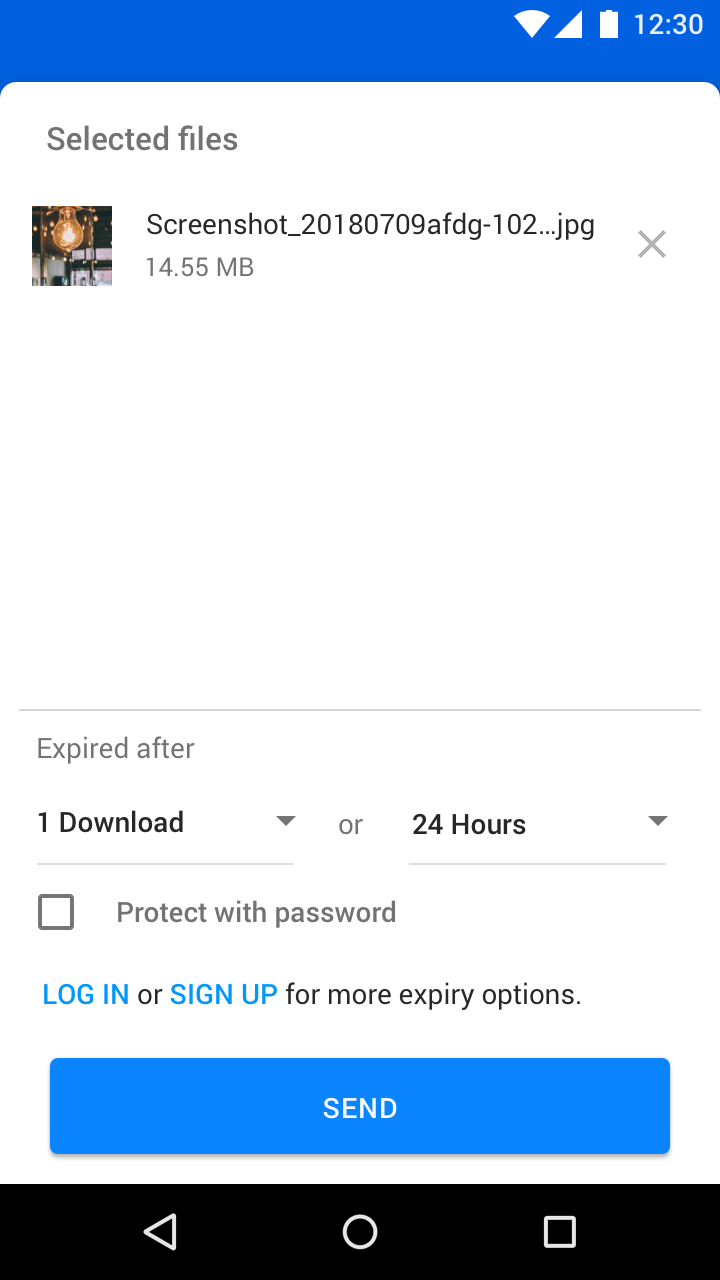 12:30
Selected files
Screenshot_20180709afdg-102…jpg
14.55 MB
Expired after
1 Download or 24 Hours
Protect with password
LOG IN or SIGN UP for more expiry options.
SEND